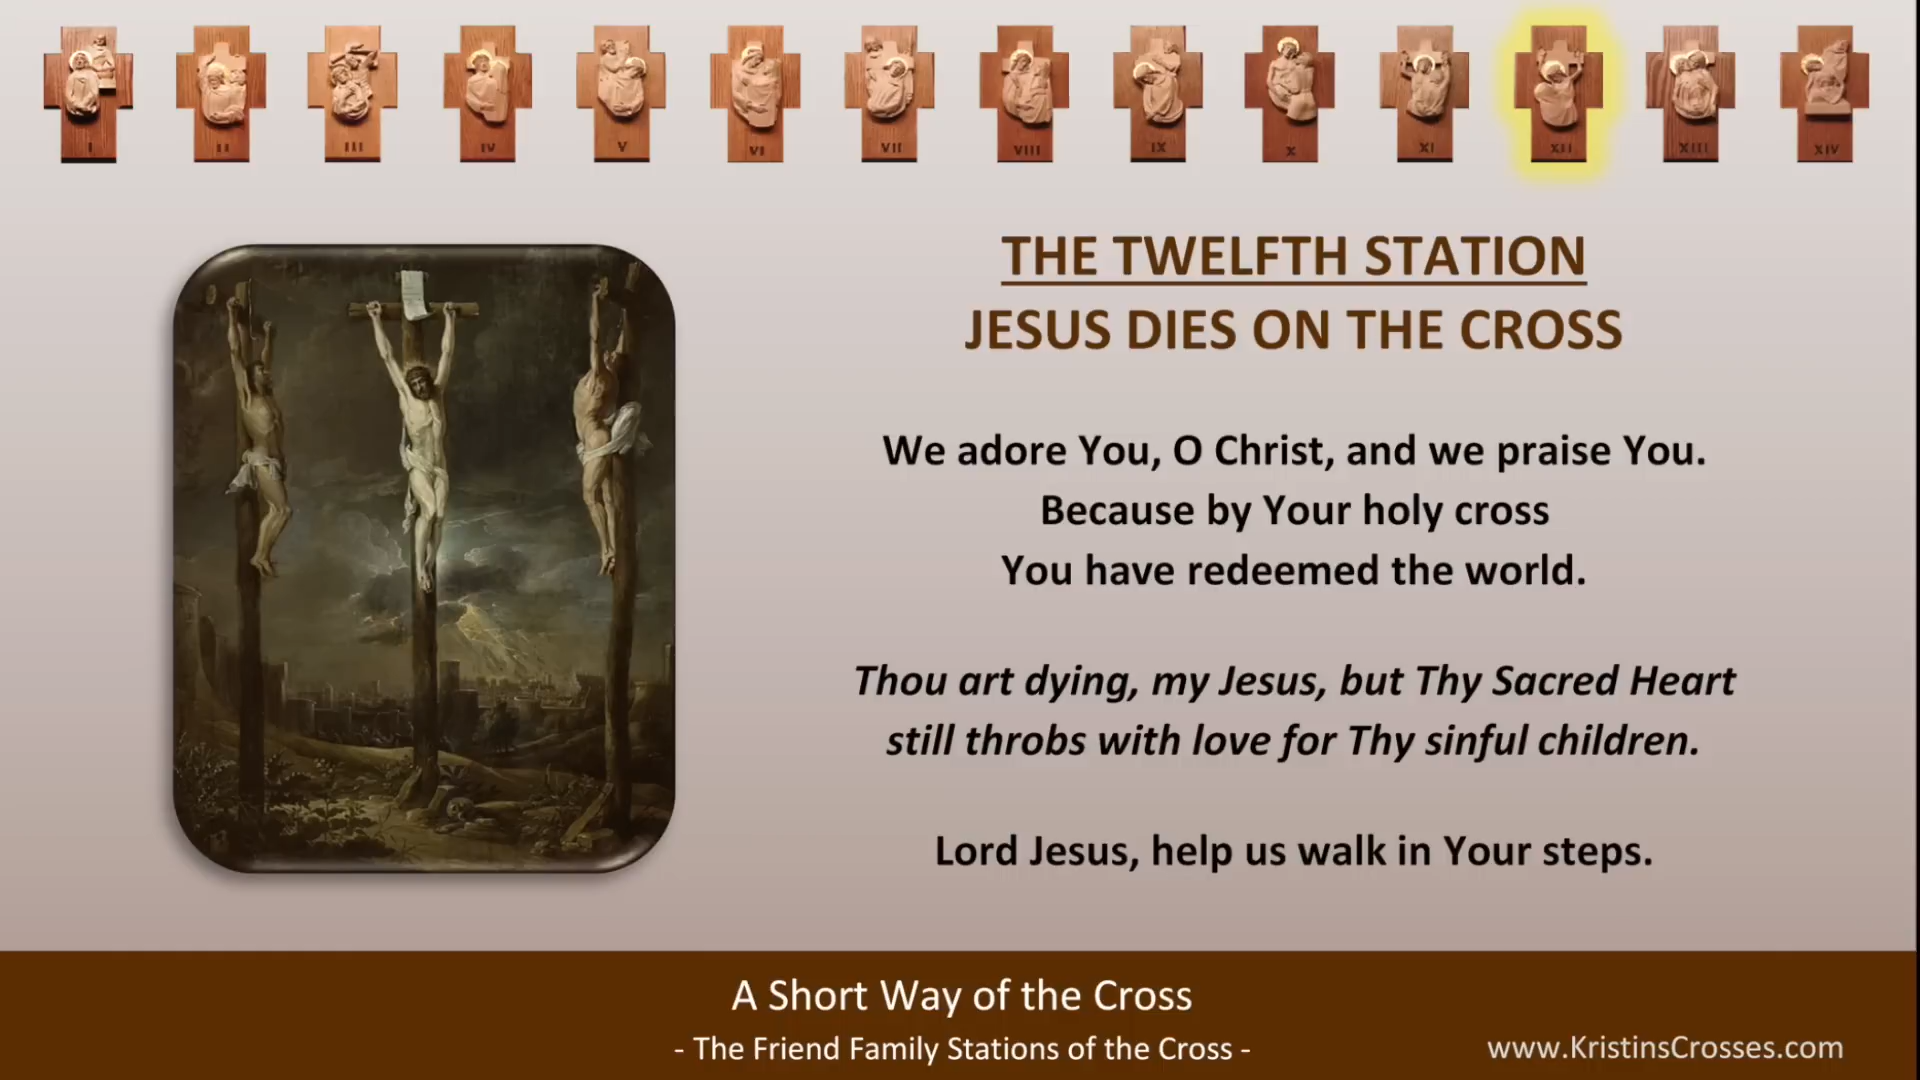 I II III IV V VI VII VIII IX X XI XII XIII XIV
THE TWELFTH STATION
JESUS DIES ON THE CROSS
We adore You, O Christ, and we praise You.
Because by Your holy cross
You have redeemed the world.
Thou art dying, my Jesus, but Thy Sacred Heart
still throbs with love for Thy sinful children.
Lord Jesus, help us walk in Your steps.
A Short Way of the Cross
- The Friend Family Stations of the Cross -
www.KristinsCrosses.com